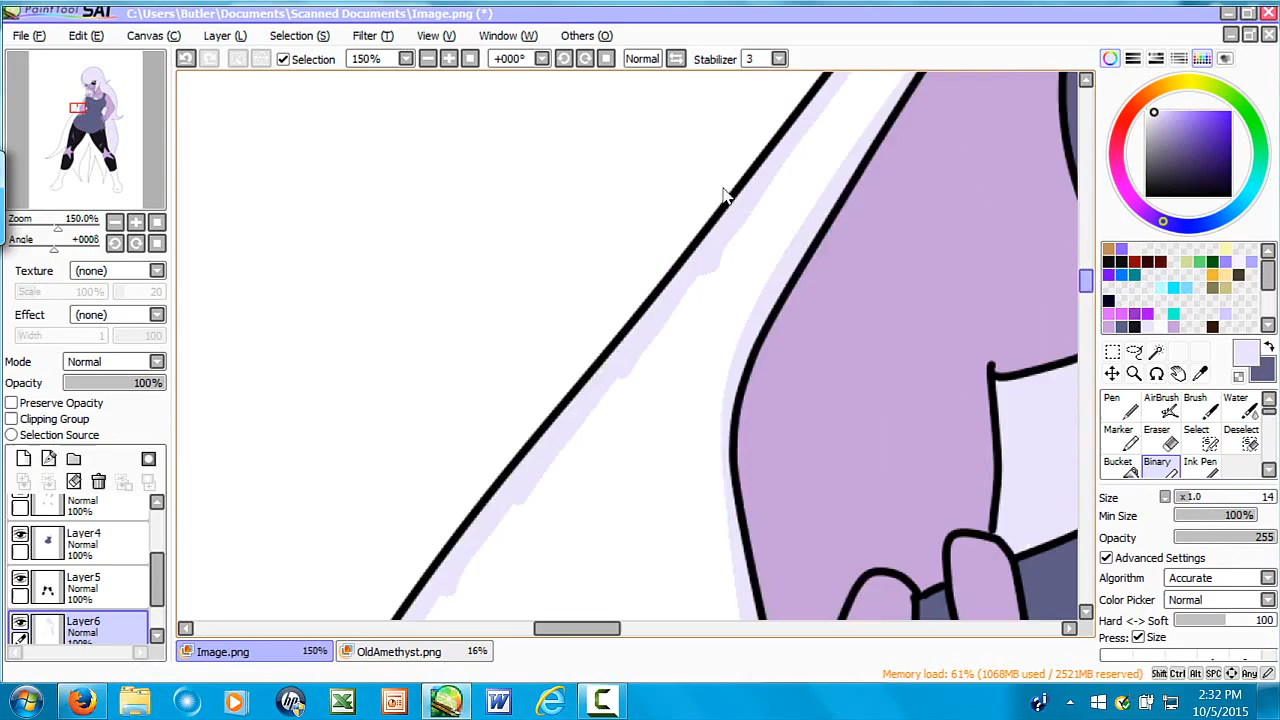 PaintTool SAI C:\Users\Butler\Documents\Scanned Documents\Image.png (*)
File (F) Edit (E) Canvas (C) Layer (L) Selection (S) Filter (T) View (V) Window (W) Others (O)
Selection 150% +000° Normal Stabilizer 3
Zoom 150.0%
Angle +000ß
Texture (none)
Scale 100% 20
Effect (none)
Width 1 100
Mode Normal
Opacity 100%
Preserve Opacity
Clipping Group
Selection Source
Normal
100%
Layer4
Normal
100%
Layer5
Normal
100%
Layer6
Normal
100%
Pen AirBrush Brush Water
Marker Eraser Select Deselect
Bucket Binary Ink Pen
Size x 1.0 14
Min Size 100%
Opacity 255
Advanced Settings
Algorithm Accurate
Color Picker Normal
Hard <-> Soft 100
Press: Size
Image.png 150% OldAmethyst.png 16%
Memory load: 61% (1068MB used / 2521MB available) Shift Ctrl Alt SPC Any
2:32 PM
10/5/2015